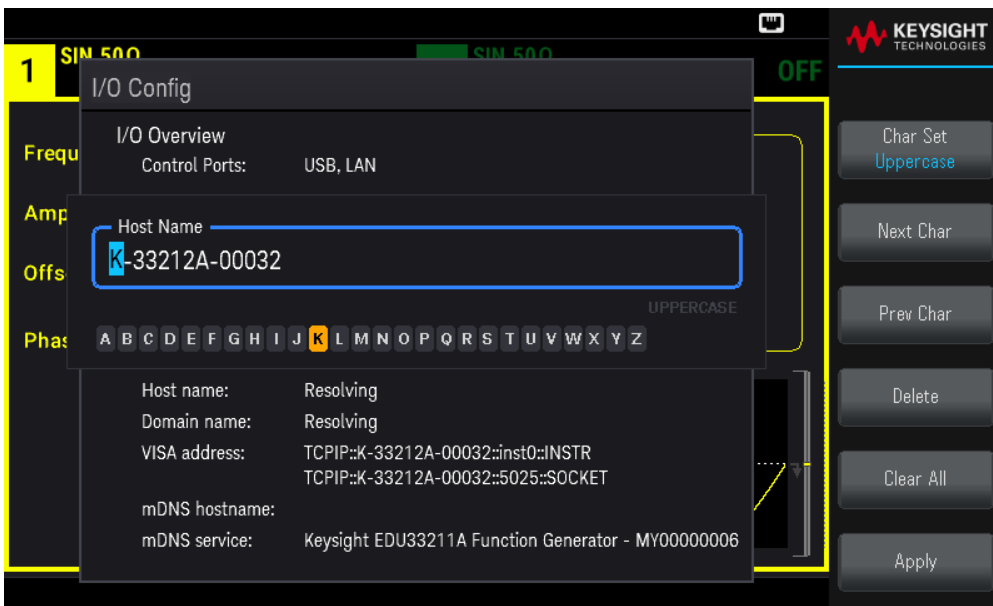 KEYSIGHT
TECHNOLOGIES
1
SIN 50Ω
SIN 50Ω
OFF
I/O Config
I/O Overview
Control Ports: USB, LAN
Frequ
Amp
Offs
Phas
Host Name
K-33212A-00032
UPPERCASE
A B C D E F G H I J K L M N O P Q R S T U V W X Y Z
Host name: Resolving
Domain name: Resolving
VISA address: TCPIP::K-33212A-00032::inst0::INSTR
TCPIP::K-33212A-00032::5025::SOCKET
mDNS hostname:
mDNS service: Keysight EDU33211A Function Generator - MY00000006
Char Set
Uppercase
Next Char
Prev Char
Delete
Clear All
Apply